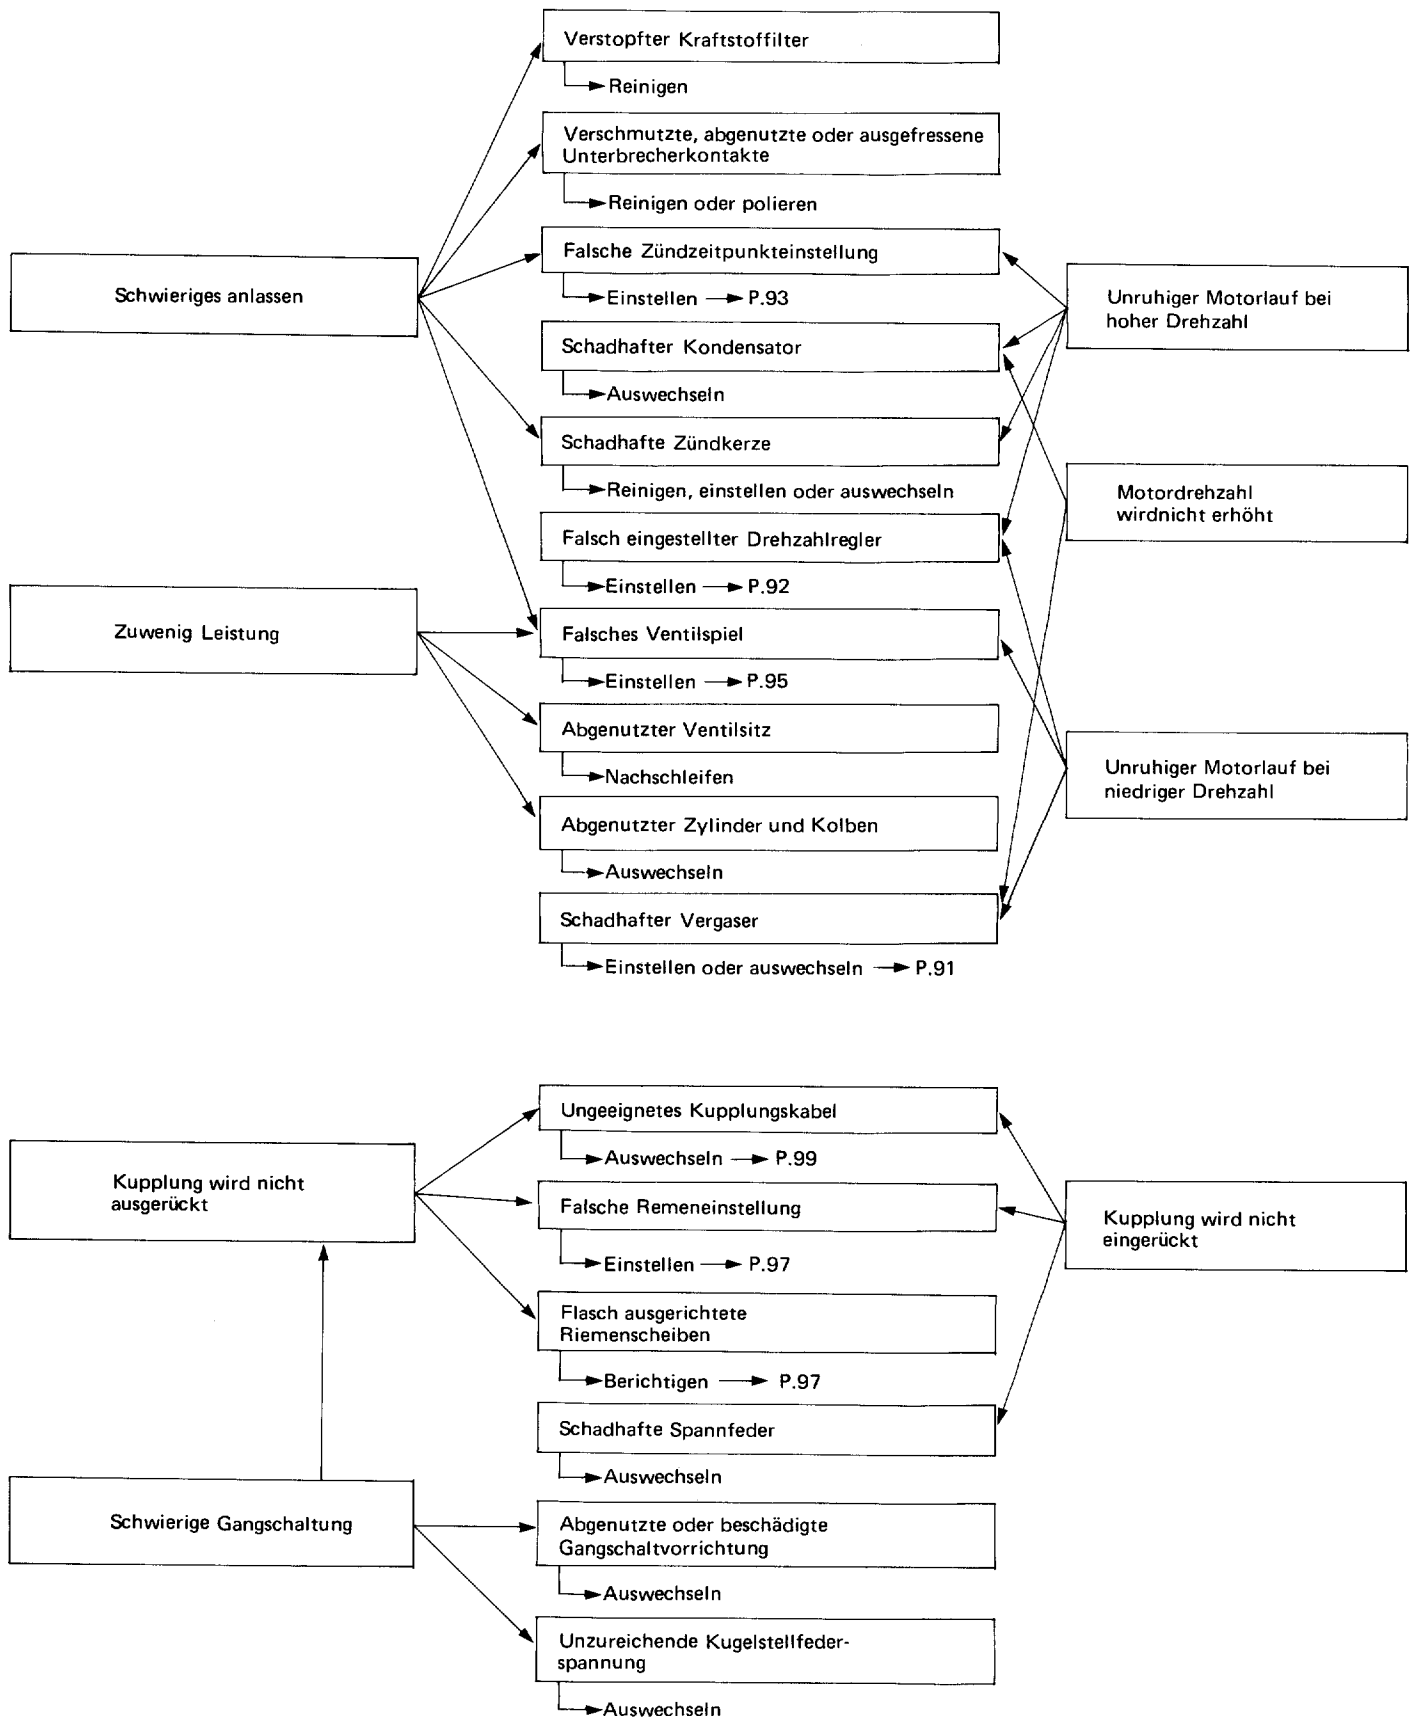 Verstopfter Kraftstoffilter
Reinigen
Verschmutzte, abgenutzte oder ausgefressene
Unterbrecherkontakte
Reinigen oder polieren
Schwieriges anlassen
Falsche Zündzeitpunkteinstellung
Einstellen → P.93
Unruhiger Motorlauf bei
hoher Drehzahl
Schadhafter Kondensator
Auswechseln
Schadhafte Zündkerze
Reinigen, einstellen oder auswechseln
Motordrehzahl
wirdnicht erhöht
Falsch eingestellter Drehzahlregler
Einstellen → P.92
Zuwenig Leistung
Falsches Ventilspiel
Einstellen → P.95
Abgenutzter Ventilsitz
Nachschleifen
Unruhiger Motorlauf bei
niedriger Drehzahl
Abgenutzter Zylinder und Kolben
Auswechseln
Schadhafter Vergaser
Einstellen oder auswechseln → P.91
Ungeeignetes Kupplungskabel
Auswechseln → P.99
Kupplung wird nicht
ausgerückt
Falsche Remeneinstellung
Einstellen → P.97
Kupplung wird nicht
eingerückt
Flasch ausgerichtete
Riemenscheiben
Berichtigen → P.97
Schadhafte Spannfeder
Auswechseln
Schwierige Gangschaltung
Abgenutzte oder beschädigte
Gangschaltvorrichtung
Auswechseln
Unzureichende Kugelstellfeder-
spannung
Auswechseln